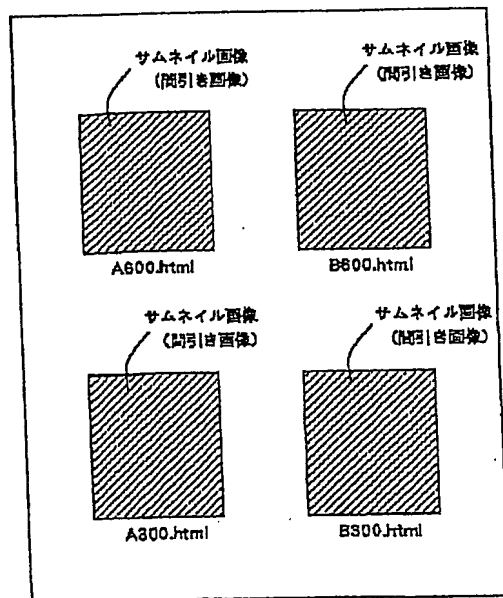 サムネイル画像
(間引き画像)
サムネイル画像
(間引き画像)
A600.html
B600.html
サムネイル画像
(間引き画像)
サムネイル画像
(間引き画像)
A300.html
B300.html